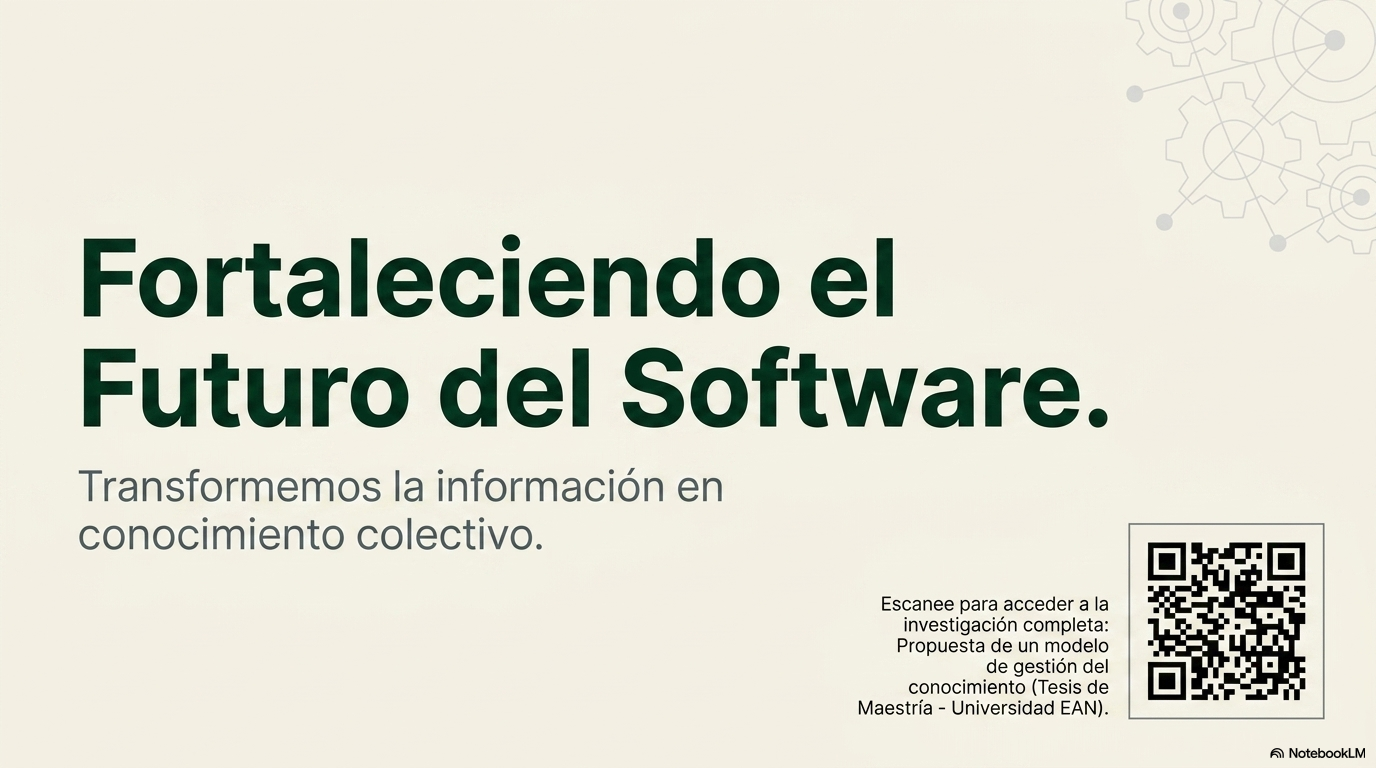 Fortaleciendo el
Futuro del Software.
Transformemos la información en
conocimiento colectivo.
Escanee para acceder a la
investigación completa:
Propuesta de un modelo
de gestión del
conocimiento (Tesis de
Maestría - Universidad EAN).
NotebookLM